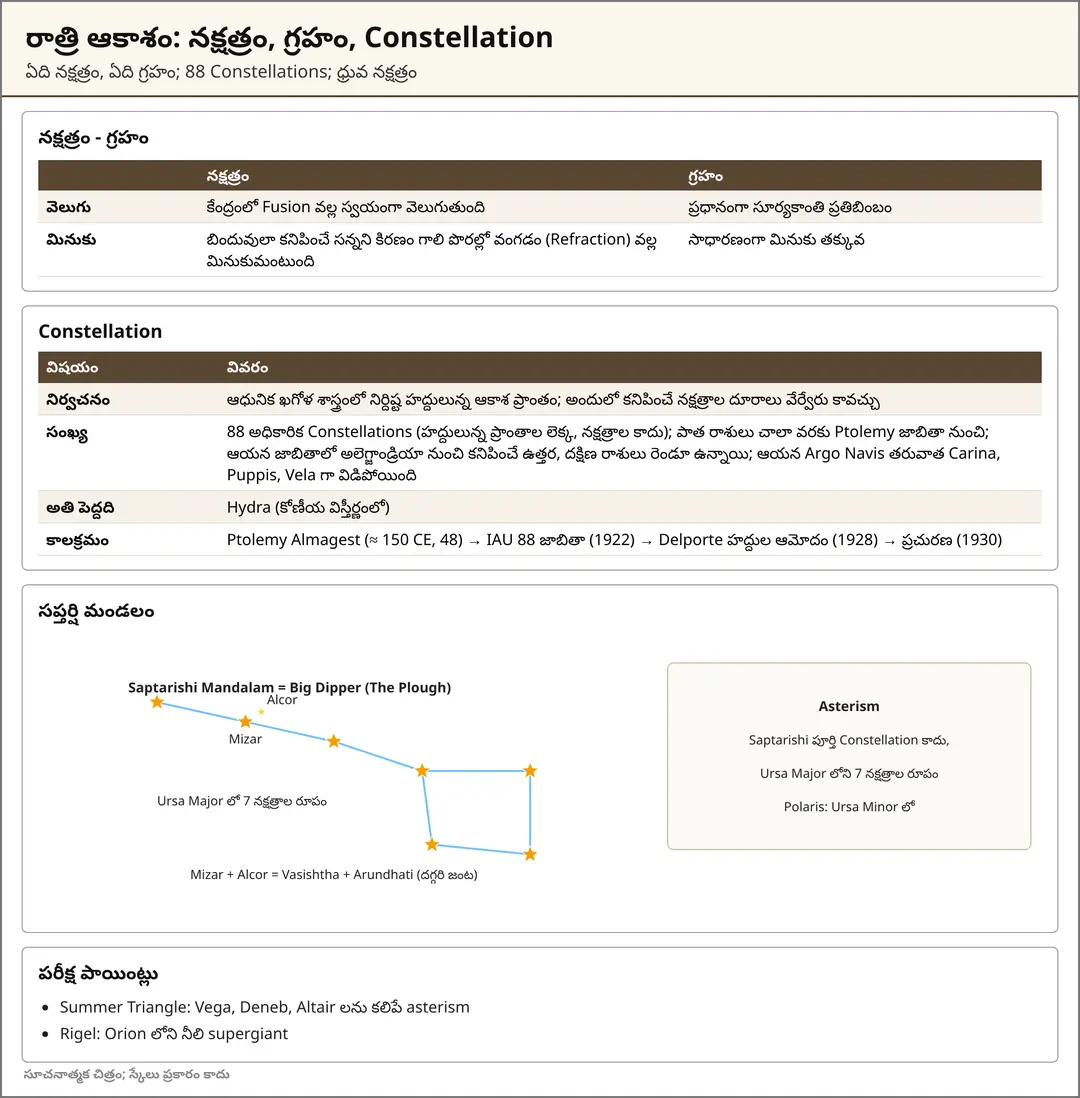 రాత్రి ఆకాశం: నక్షత్రం, గ్రహం, Constellation
ఏది నక్షత్రం, ఏది గ్రహం; 88 Constellations; ధ్రువ నక్షత్రం
నక్షత్రం - గ్రహం
నక్షత్రం గ్రహం
వెలుగు కేంద్రంలో Fusion వల్ల స్వయంగా వెలుగుతుంది ప్రధానంగా సూర్యకాంతి ప్రతిబింబం
మినుకు బిందువులా కనిపించే సన్నని కిరణం గాలి పొరల్లో వంగడం (Refraction) వల్ల సాధారణంగా మినుకు తక్కువ
మినుకుమంటుంది
Constellation
విషయం వివరం
నిర్వచనం ఆధునిక ఖగోళ శాస్త్రంలో నిర్దిష్ట హద్దులున్న ఆకాశ ప్రాంతం; అందులో కనిపించే నక్షత్రాల దూరాలు వేర్వేరు కావచ్చు
సంఖ్య 88 అధికారిక Constellations (హద్దులున్న ప్రాంతాల లెక్క, నక్షత్రాల కాదు); పాత రాశులు చాలా వరకు Ptolemy జాబితా నుంచి;
ఆయన జాబితాలో అలెగ్జాండ్రియా నుంచి కనిపించే ఉత్తర, దక్షిణ రాశులు రెండూ ఉన్నాయి; ఆయన Argo Navis తరువాత Carina,
Puppis, Vela గా విడిపోయింది
అతి పెద్దది Hydra (కోణీయ విస్తీర్ణంలో)
కాలక్రమం Ptolemy Almagest (≈ 150 CE, 48) → IAU 88 జాబితా (1922) → Delporte హద్దుల ఆమోదం (1928) → ప్రచురణ (1930)
సప్తర్షి మండలం
Saptarishi Mandalam = Big Dipper (The Plough)
Alcor
Mizar
Ursa Major లో 7 నక్షత్రాల రూపం
Mizar + Alcor = Vasishtha + Arundhati (దగ్గరి జంట)
Asterism
Saptarishi పూర్తి Constellation కాదు,
Ursa Major లోని 7 నక్షత్రాల రూపం
Polaris: Ursa Minor లో
పరీక్ష పాయింట్లు
• Summer Triangle: Vega, Deneb, Altair లను కలిపే asterism
• Rigel: Orion లోని నీలి supergiant
సూచనాత్మక చిత్రం; స్కేలు ప్రకారం కాదు